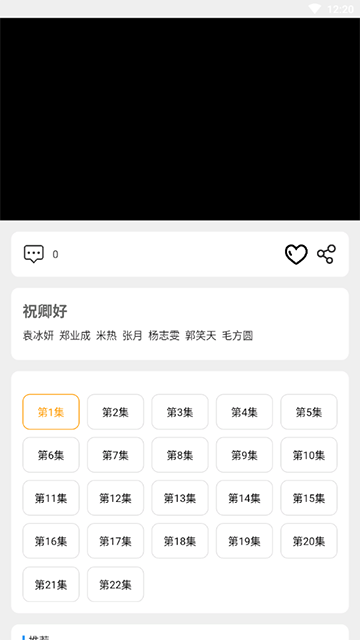 12:20
0
祝卿好
袁冰妍 郑业成 米热 张月 杨志雯 郭笑天 毛方圆
第1集 第2集 第3集 第4集 第5集
第6集 第7集 第8集 第9集 第10集
第11集 第12集 第13集 第14集 第15集
第16集 第17集 第18集 第19集 第20集
第21集 第22集
推荐